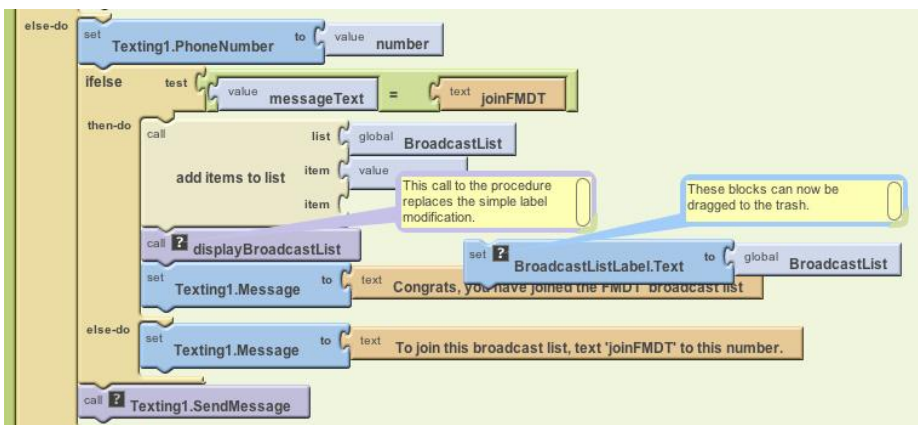 else-do set Texting1.PhoneNumber to value number
ifelse test value messageText = text joinFMDT
then-do call add items to list list global BroadcastList
item value
item
This call to the procedure
replaces the simple label
modification.
These blocks can now be
dragged to the trash.
call ? displayBroadcastList
set ? BroadcastListLabel.Text to global BroadcastList
set Texting1.Message to text Congrats, you have joined the FMDT broadcast list
else-do set Texting1.Message to text To join this broadcast list, text 'joinFMDT' to this number.
call ? Texting1.SendMessage